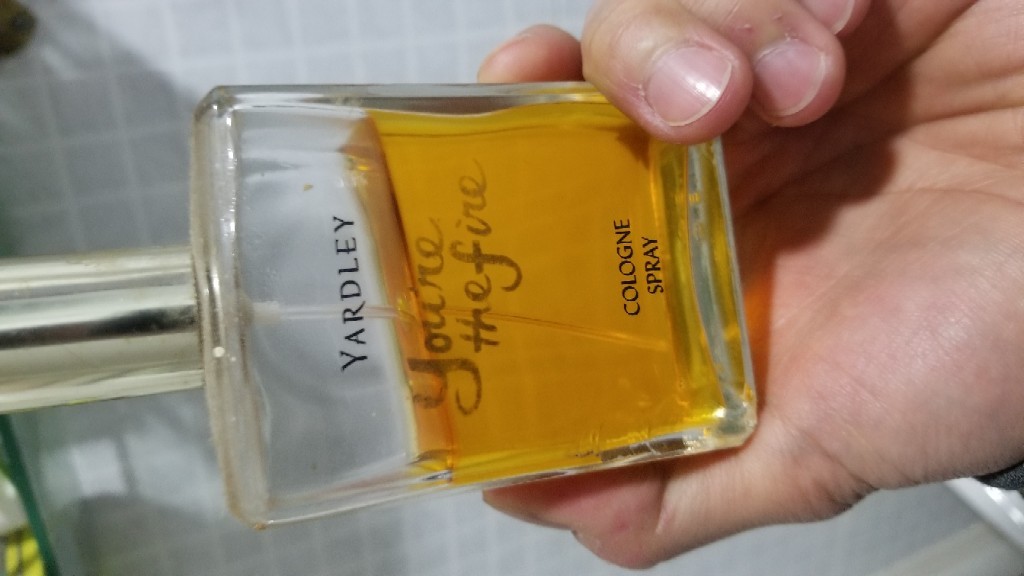 YARDLEY
You're
the fire
COLOGNE
SPRAY